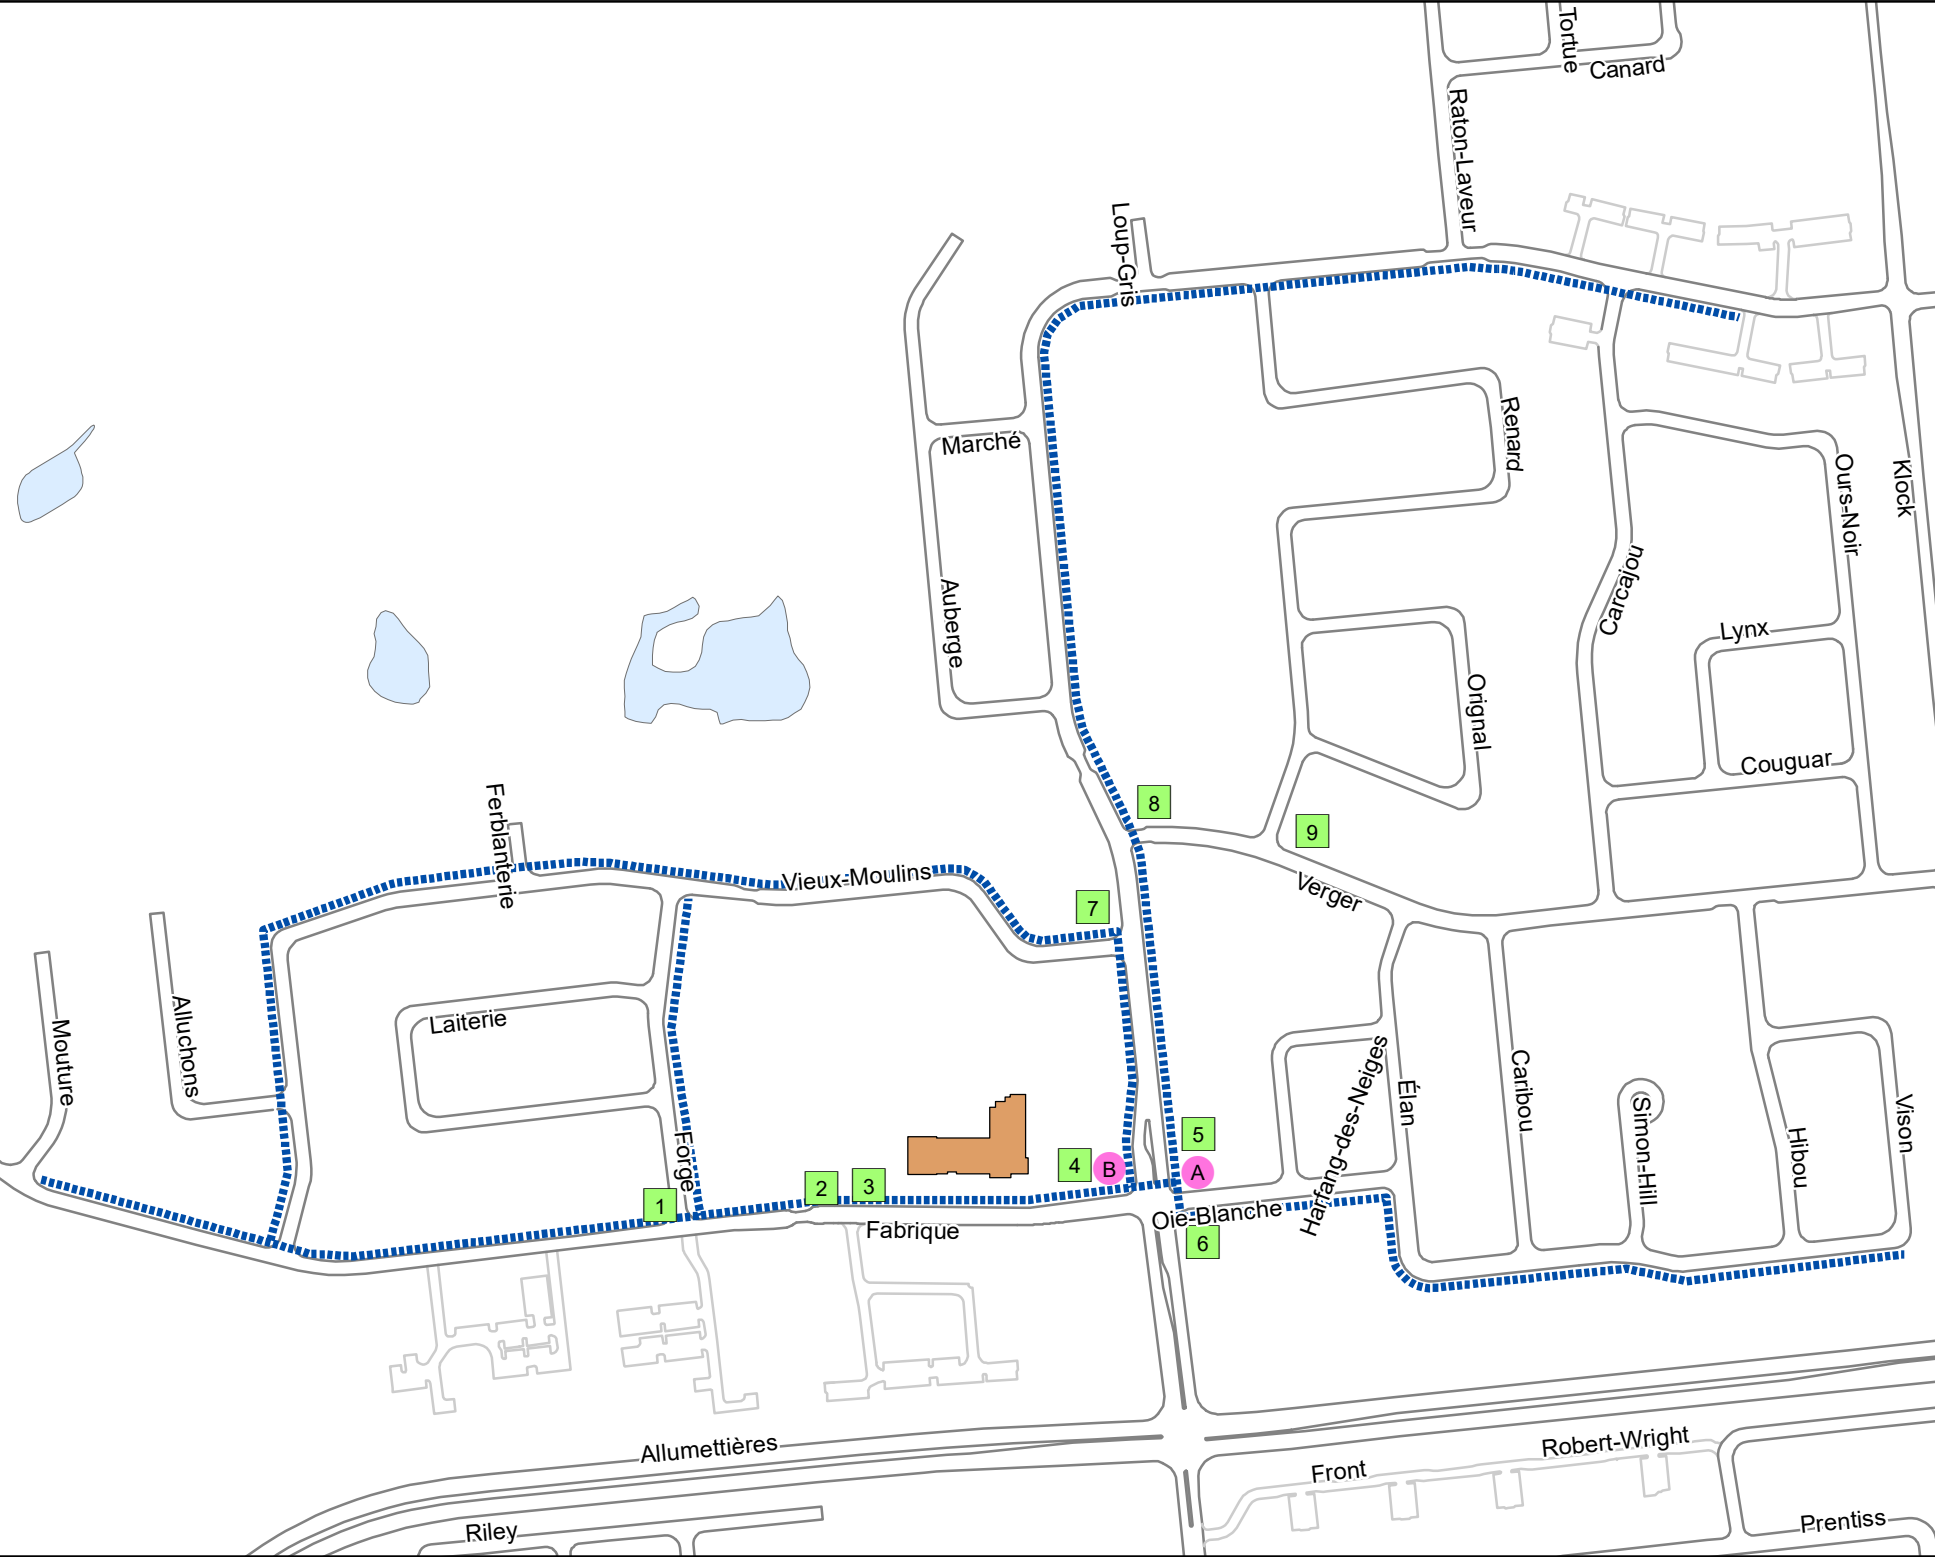 Tortue
Canard
Raton-Laveur
Loup-Gris
Renard
Marché
Ours-Noir
Klock
Carcajou
Auberge
Lynx
Orignal
Couguar
8
9
Ferblanterie
Vieux-Moulins
Verger
7
Alluchons
Mouture
Laiterie
Forge
Harfang-des-Neiges
Élan
Caribou
Simon-Hill
Hibou
Vison
5
4
B
A
1
2
3
Fabrique
Oie-Blanche
6
Allumettières
Robert-Wright
Front
Riley
Prentiss